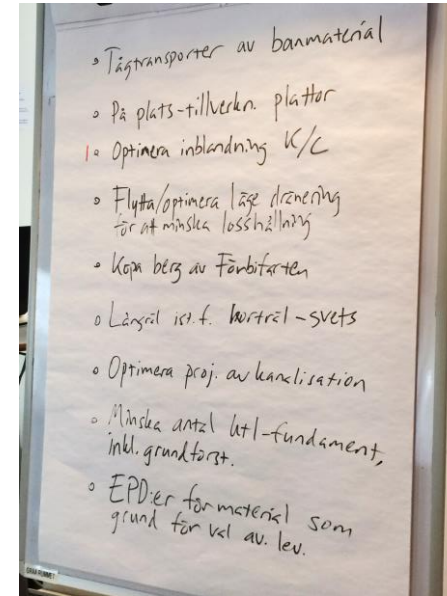 • Tågtransporter av banmaterial
• På plats-tillverkn. plattor
1 • Optimera inblandning K/C
• Flytta/optimera läge dränering
för att minska losshållning
• Köpa berg av Förbifarten
• Långräl ist.f. korträl-svets
• Optimera proj. av kanalisation
• Minska antal ktl-fundament,
inkl. grundförst.
• EPD:er för material som
grund för val av. lev.